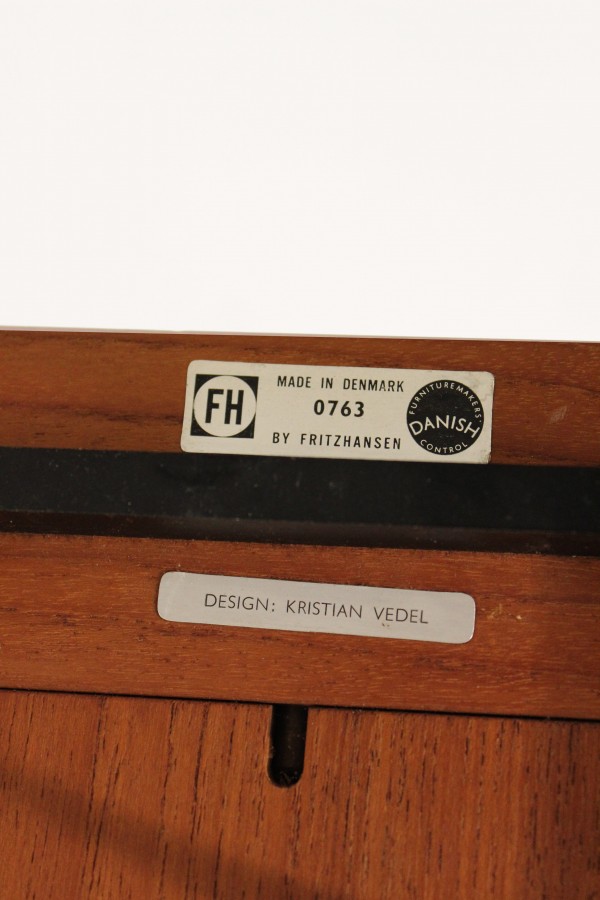 FH
MADE IN DENMARK
0763
BY FRITZHANSEN
FURNITUREMAKERS'
DANISH
CONTROL
DESIGN: KRISTIAN VEDEL